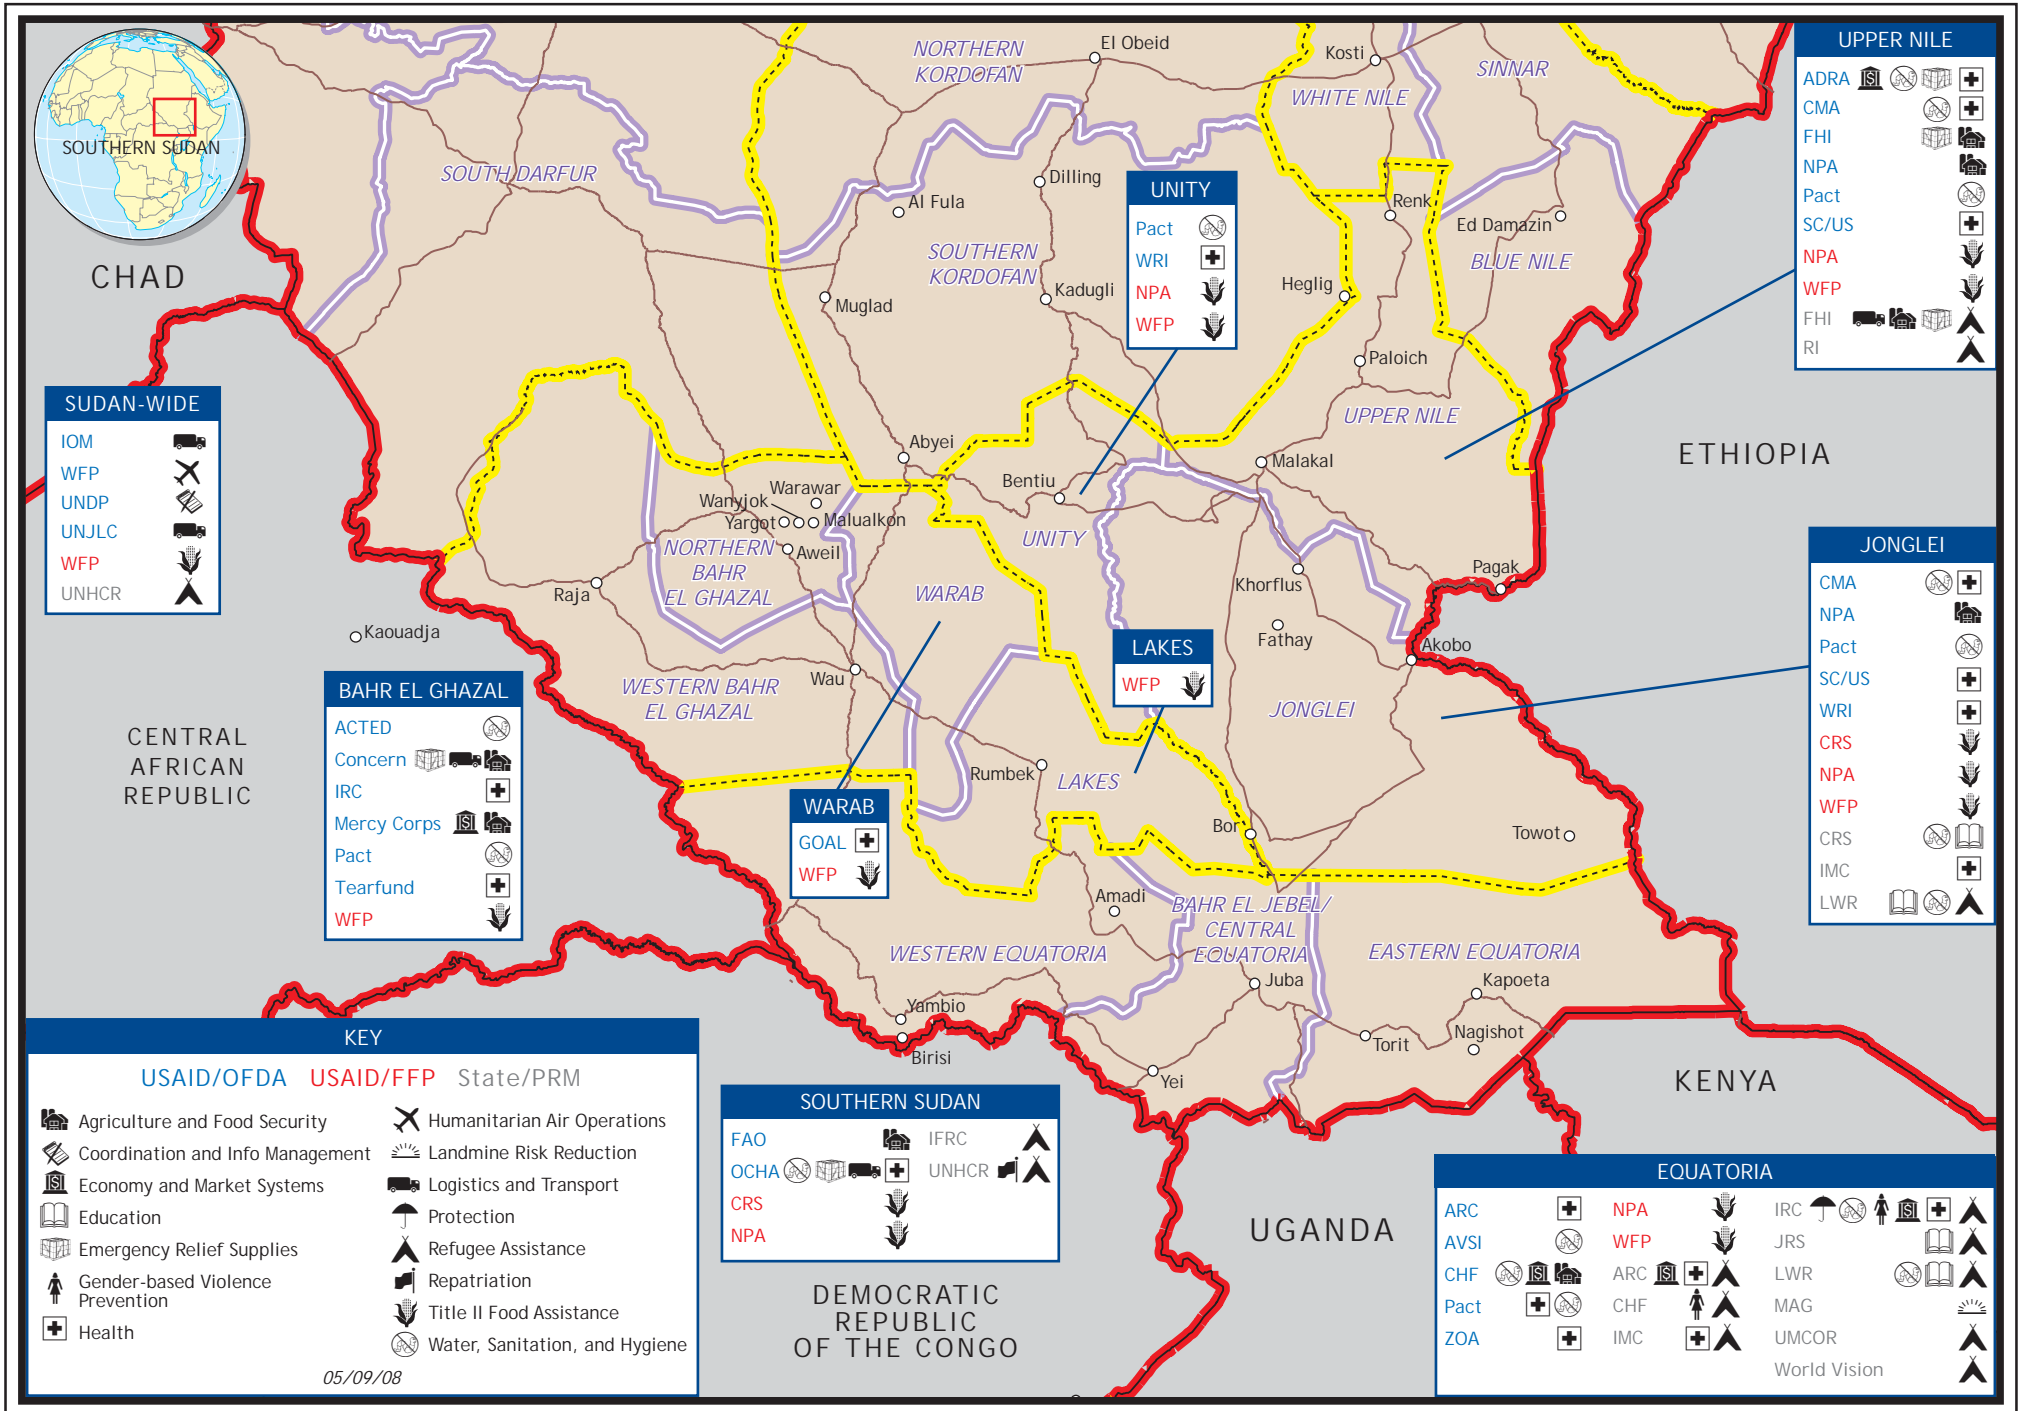 SOUTHERN SUDAN
NORTHERN
KORDOFAN
El Obeid
Kosti
SINNAR
WHITE NILE
SOUTH DARFUR
Dilling
Al Fula
SOUTHERN
KORDOFAN
Kadugli
Muglad
Renk
Ed Damazin
BLUE NILE
Heglig
Paloich
UPPER NILE
CHAD
ETHIOPIA
Abyei
Bentiu
Malakal
Warawar
Wanyjok
Yargot
Malualkon
Aweil
NORTHERN
BAHR
EL GHAZAL
UNITY
WARAB
Raja
Kaouadja
Khorflus
Fathay
Pagak
Akobo
Wau
WESTERN BAHR
EL GHAZAL
JONGLEI
CENTRAL
AFRICAN
REPUBLIC
Rumbek
LAKES
Bor
Towot
Amadi
BAHR EL JEBEL/
CENTRAL
EQUATORIA
WESTERN EQUATORIA
EASTERN EQUATORIA
Juba
Kapoeta
Yambio
Birisi
Torit
Nagishot
Yei
KENYA
UGANDA
DEMOCRATIC
REPUBLIC
OF THE CONGO
UPPER NILE
ADRA
CMA
FHI
NPA
Pact
SC/US
NPA
WFP
FHI
RI
UNITY
Pact
WRI
NPA
WFP
SUDAN-WIDE
IOM
WFP
UNDP
UNJLC
WFP
UNHCR
JONGLEI
CMA
NPA
Pact
SC/US
WRI
CRS
NPA
WFP
CRS
IMC
LWR
LAKES
WFP
BAHR EL GHAZAL
ACTED
Concern
IRC
Mercy Corps
Pact
Tearfund
WFP
WARAB
GOAL
WFP
KEY
USAID/OFDA USAID/FFP State/PRM
Agriculture and Food Security
Coordination and Info Management
Economy and Market Systems
Education
Emergency Relief Supplies
Gender-based Violence
Prevention
Health
Humanitarian Air Operations
Landmine Risk Reduction
Logistics and Transport
Protection
Refugee Assistance
Repatriation
Title II Food Assistance
Water, Sanitation, and Hygiene
05/09/08
SOUTHERN SUDAN
FAO
OCHA
CRS
NPA
IFRC
UNHCR
EQUATORIA
ARC
AVSI
CHF
Pact
ZOA
NPA
WFP
ARC
CHF
IMC
IRC
JRS
LWR
MAG
UMCOR
World Vision